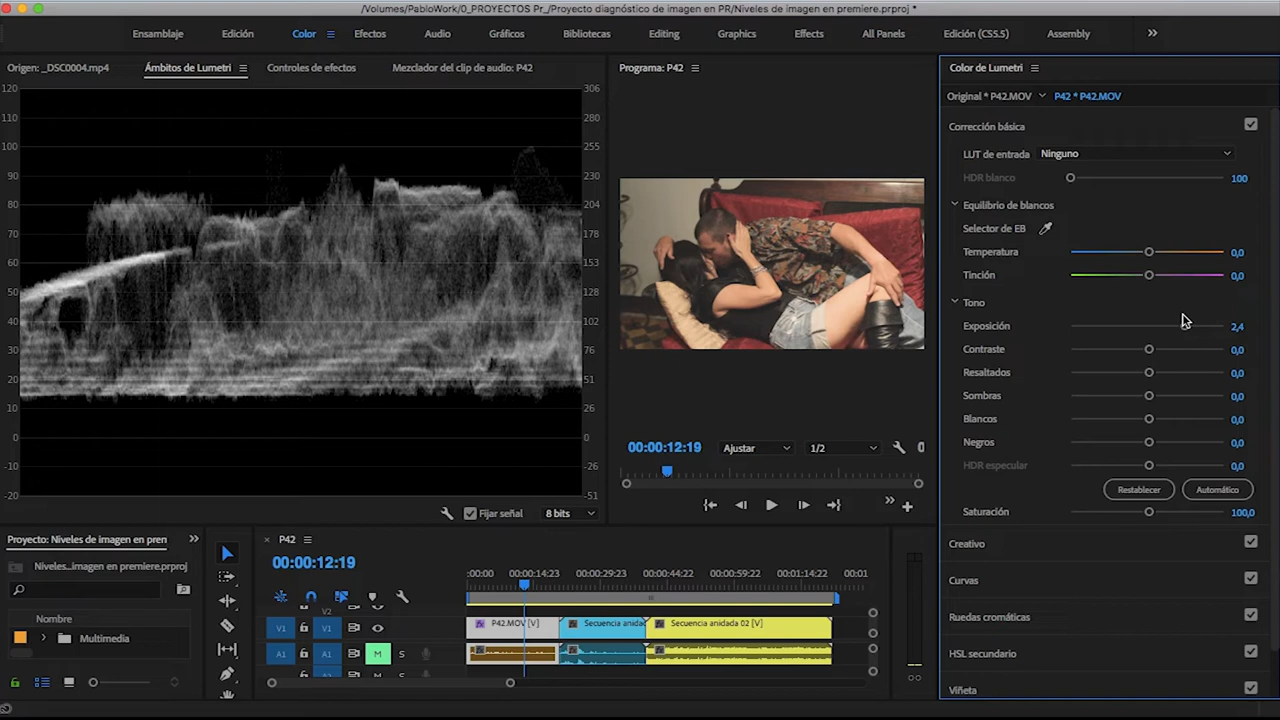 /Volumes/PabloWork/0_PROYECTOS Pr_/Proyecto diagnóstico de imagen en PR/Niveles de imagen en premiere.prproj *
Ensamblaje Edición Color Efectos Audio Gráficos Bibliotecas Editing Graphics Effects All Panels Edición (CS5.5) Assembly
Origen: _DSC0004.mp4 Ámbitos de Lumetri Controles de efectos Mezclador del clip de audio: P42
Programa: P42
Color de Lumetri
Original * P42.MOV P42 * P42.MOV
Corrección básica
LUT de entrada Ninguno
HDR blanco 100
Equilibrio de blancos
Selector de EB
Temperatura 0,0
Tinción 0,0
Tono
Exposición 2,4
Contraste 0,0
Resaltados 0,0
Sombras 0,0
Blancos 0,0
Negros 0,0
HDR especular 0,0
Restablecer Automático
Saturación 100,0
Creativo
Curvas
Ruedas cromáticas
HSL secundario
Viñeta
120 306
110 280
100 255
90 230
80 204
70 178
60 153
50 128
40 102
30 76
20 51
10 26
0 0
-10 -26
-20 -51
Fijar señal 8 bits
00:00:12:19 Ajustar 1/2
Proyecto: Niveles de imagen en pren
Niveles...imagen en premiere.prproj
Nombre
Multimedia
× P42
00:00:12:19
:00:00 00:00:14:23 00:00:29:23 00:00:44:22 00:00:59:22 00:01:14:22 00:01
V2
V1 V1
P42.MOV [V] Secuencia anida Secuencia anidada 02 [V]
A1 A1 M S